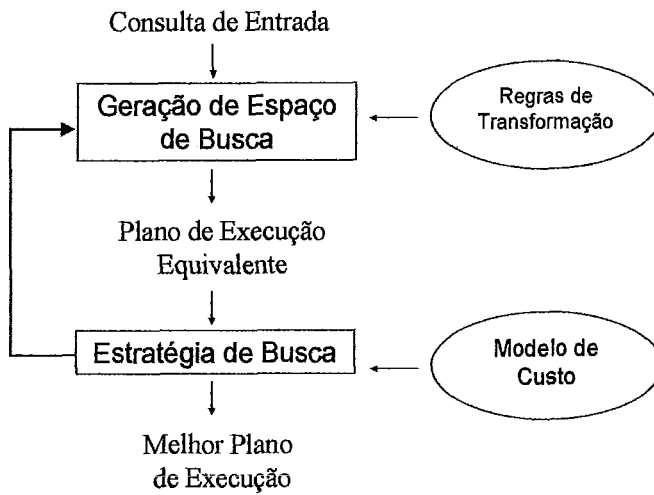 Consulta de Entrada
Geração de Espaço
de Busca
Regras de
Transformação
Plano de Execução
Equivalente
Estratégia de Busca
Modelo de
Custo
Melhor Plano
de Execução